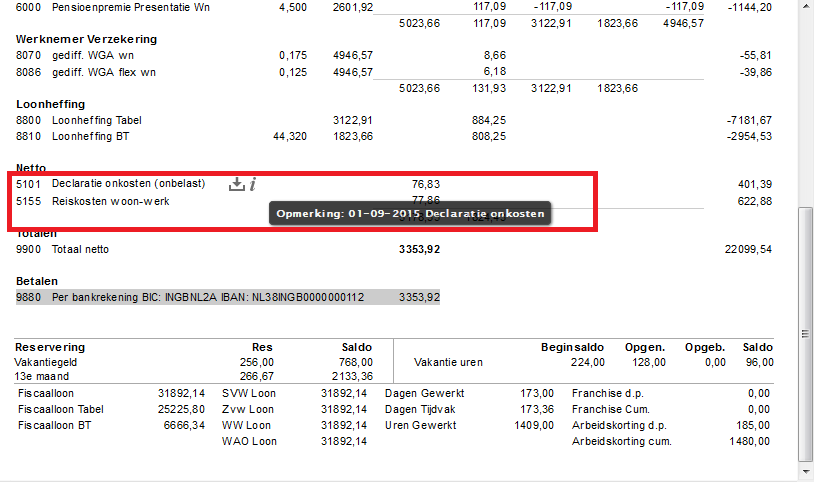 6000 Pensioenpremie Presentatie Wn 4,500 2601,92 117,09 -117,09 -117,09 -1144,20
5023,66 117,09 3122,91 1823,66 4946,57
Werknemer Verzekering
8070 gediff. WGA wn 0,175 4946,57 8,66 -55,81
8086 gediff. WGA flex wn 0,125 4946,57 6,18 -39,86
5023,66 131,93 3122,91 1823,66
Loonheffing
8800 Loonheffing Tabel 3122,91 884,25 -7181,67
8810 Loonheffing BT 44,320 1823,66 808,25 -2954,53
Netto
5101 Declaratie onkosten (onbelast) i 76,83 401,39
5155 Reiskosten woon-werk 77,86 622,88
Opmerking: 01-09-2015 Declaratie onkosten
Totalen
9900 Totaal netto 3353,92 22099,54
Betalen
9880 Per bankrekening BIC: INGBNL2A IBAN: NL38INGB0000000112 3353,92
Reservering Res Saldo Beginsaldo Opgen. Opgeb. Saldo
Vakantiegeld 256,00 768,00 Vakantie uren 224,00 128,00 0,00 96,00
13e maand 266,67 2133,36
Fiscaalloon 31892,14 SVW Loon 31892,14 Dagen Gewerkt 173,00 Franchise d.p. 0,00
Fiscaalloon Tabel 25225,80 Zvw Loon 31892,14 Dagen Tijdvak 173,36 Franchise Cum. 0,00
Fiscaalloon BT 6666,34 WW Loon 31892,14 Uren Gewerkt 1409,00 Arbeidskorting d.p. 185,00
WAO Loon 31892,14 Arbeidskorting cum. 1480,00